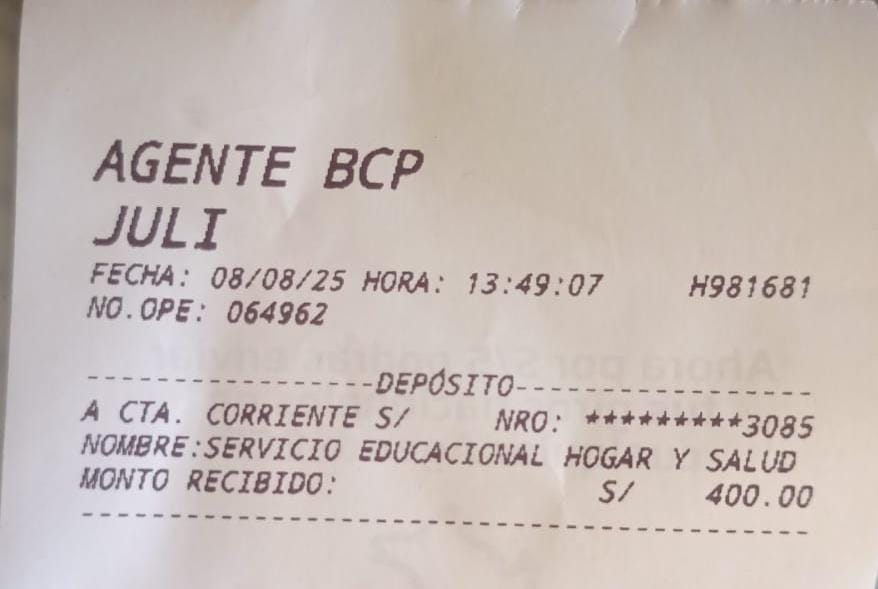 AGENTE BCP
JULI
FECHA: 08/08/25 HORA: 13:49:07 H981681
NO.OPE: 064962
-----------------DEPÓSITO-----------------
A CTA. CORRIENTE S/ NRO: *********3085
NOMBRE:SERVICIO EDUCACIONAL HOGAR Y SALUD
MONTO RECIBIDO: S/ 400.00
------------------------------------------